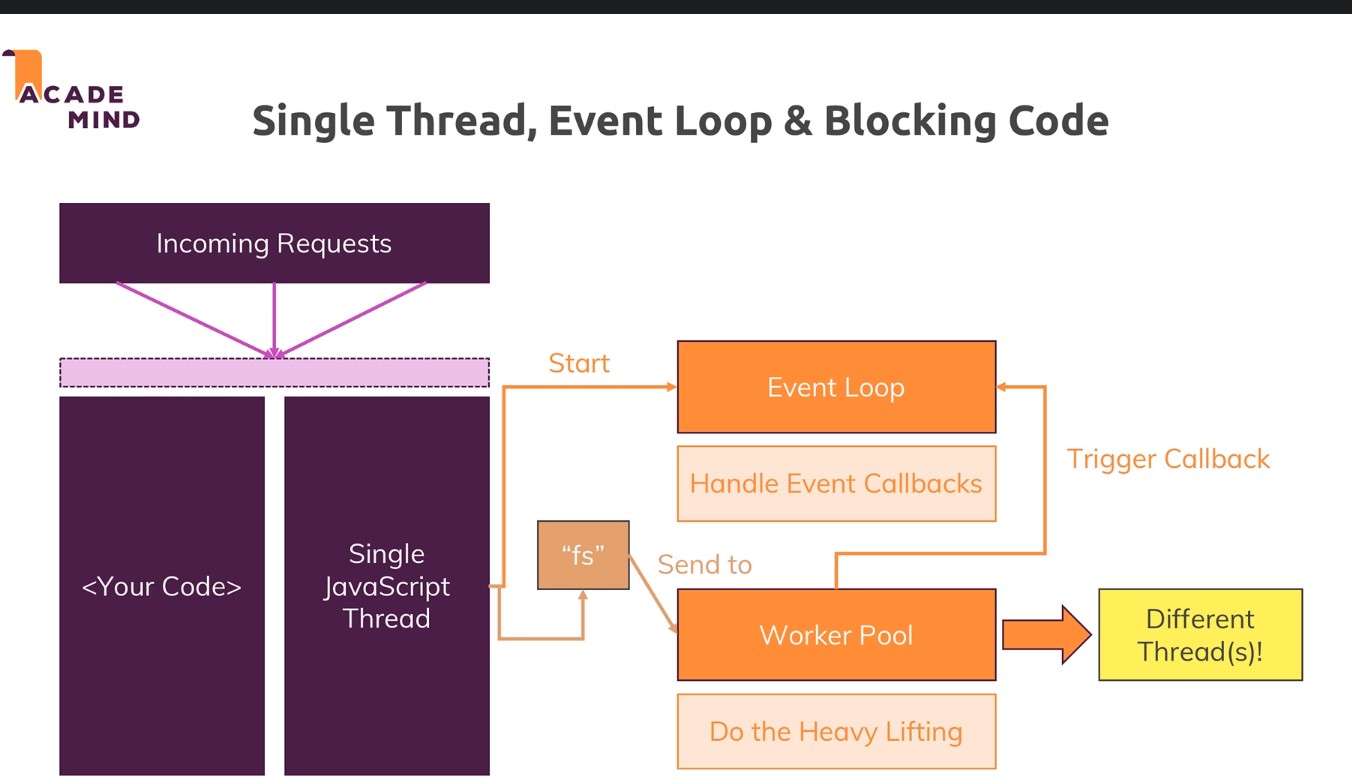 ACADE
MIND
Single Thread, Event Loop & Blocking Code
Incoming Requests
Start
Event Loop
Handle Event Callbacks
Trigger Callback
<Your Code>
Single
JavaScript
Thread
“fs”
Send to
Worker Pool
Different
Thread(s)!
Do the Heavy Lifting